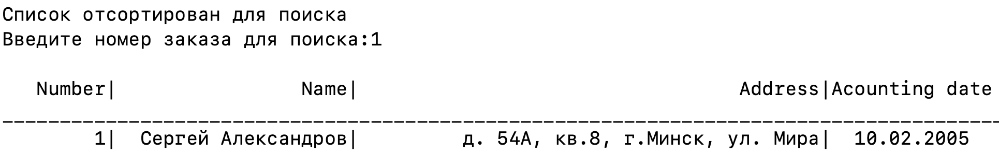 Список отсортирован для поиска
Введите номер заказа для поиска:1
Number| Name| Address|Acounting date
1| Сергей Александров| д. 54А, кв.8, г.Минск, ул. Мира| 10.02.2005